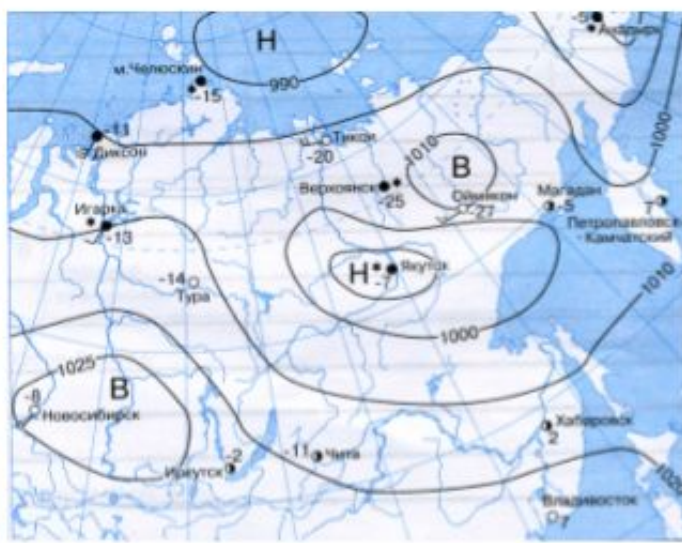 -5
Анадырь
Н
990
м.Челюскин
-15
1000
-11
Диксон
Тикси
-20
1010
В
Верхоянск
-25
Оймякон
-27
Магадан
-5
7
Петропавловск
Камчатский
Игарка
-13
Н
Якутск
-7
-14
Тура
1010
1000
1025
В
-8
Новосибирск
-2
Иркутск
-11
Чита
Хабаровск
2
1020
Владивосток
7